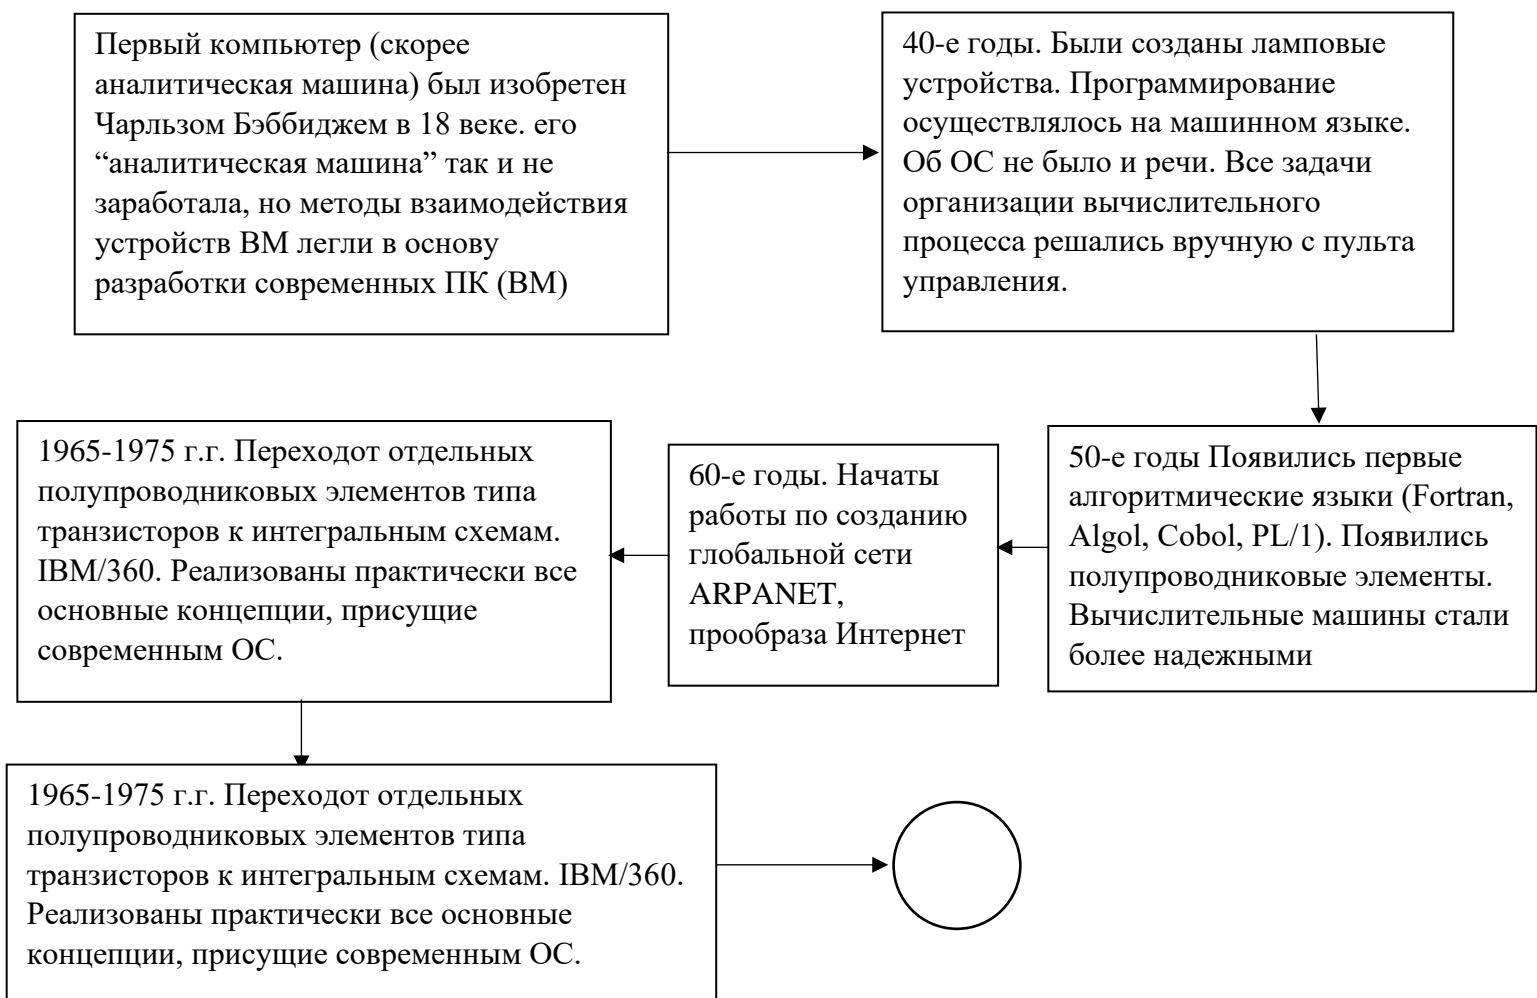 Первый компьютер (скорее
аналитическая машина) был изобретен
Чарльзом Бэббиджем в 18 веке. его
“аналитическая машина” так и не
заработала, но методы взаимодействия
устройств ВМ легли в основу
разработки современных ПК (ВМ)
40-е годы. Были созданы ламповые
устройства. Программирование
осуществлялось на машинном языке.
Об ОС не было и речи. Все задачи
организации вычислительного
процесса решались вручную с пульта
управления.
50-е годы Появились первые
алгоритмические языки (Fortran,
Algol, Cobol, PL/1). Появились
полупроводниковые элементы.
Вычислительные машины стали
более надежными
60-е годы. Начаты
работы по созданию
глобальной сети
ARPANET,
прообраза Интернет
1965-1975 г.г. Переходот отдельных
полупроводниковых элементов типа
транзисторов к интегральным схемам.
IBM/360. Реализованы практически все
основные концепции, присущие
современным ОС.
1965-1975 г.г. Переходот отдельных
полупроводниковых элементов типа
транзисторов к интегральным схемам. IBM/360.
Реализованы практически все основные
концепции, присущие современным ОС.